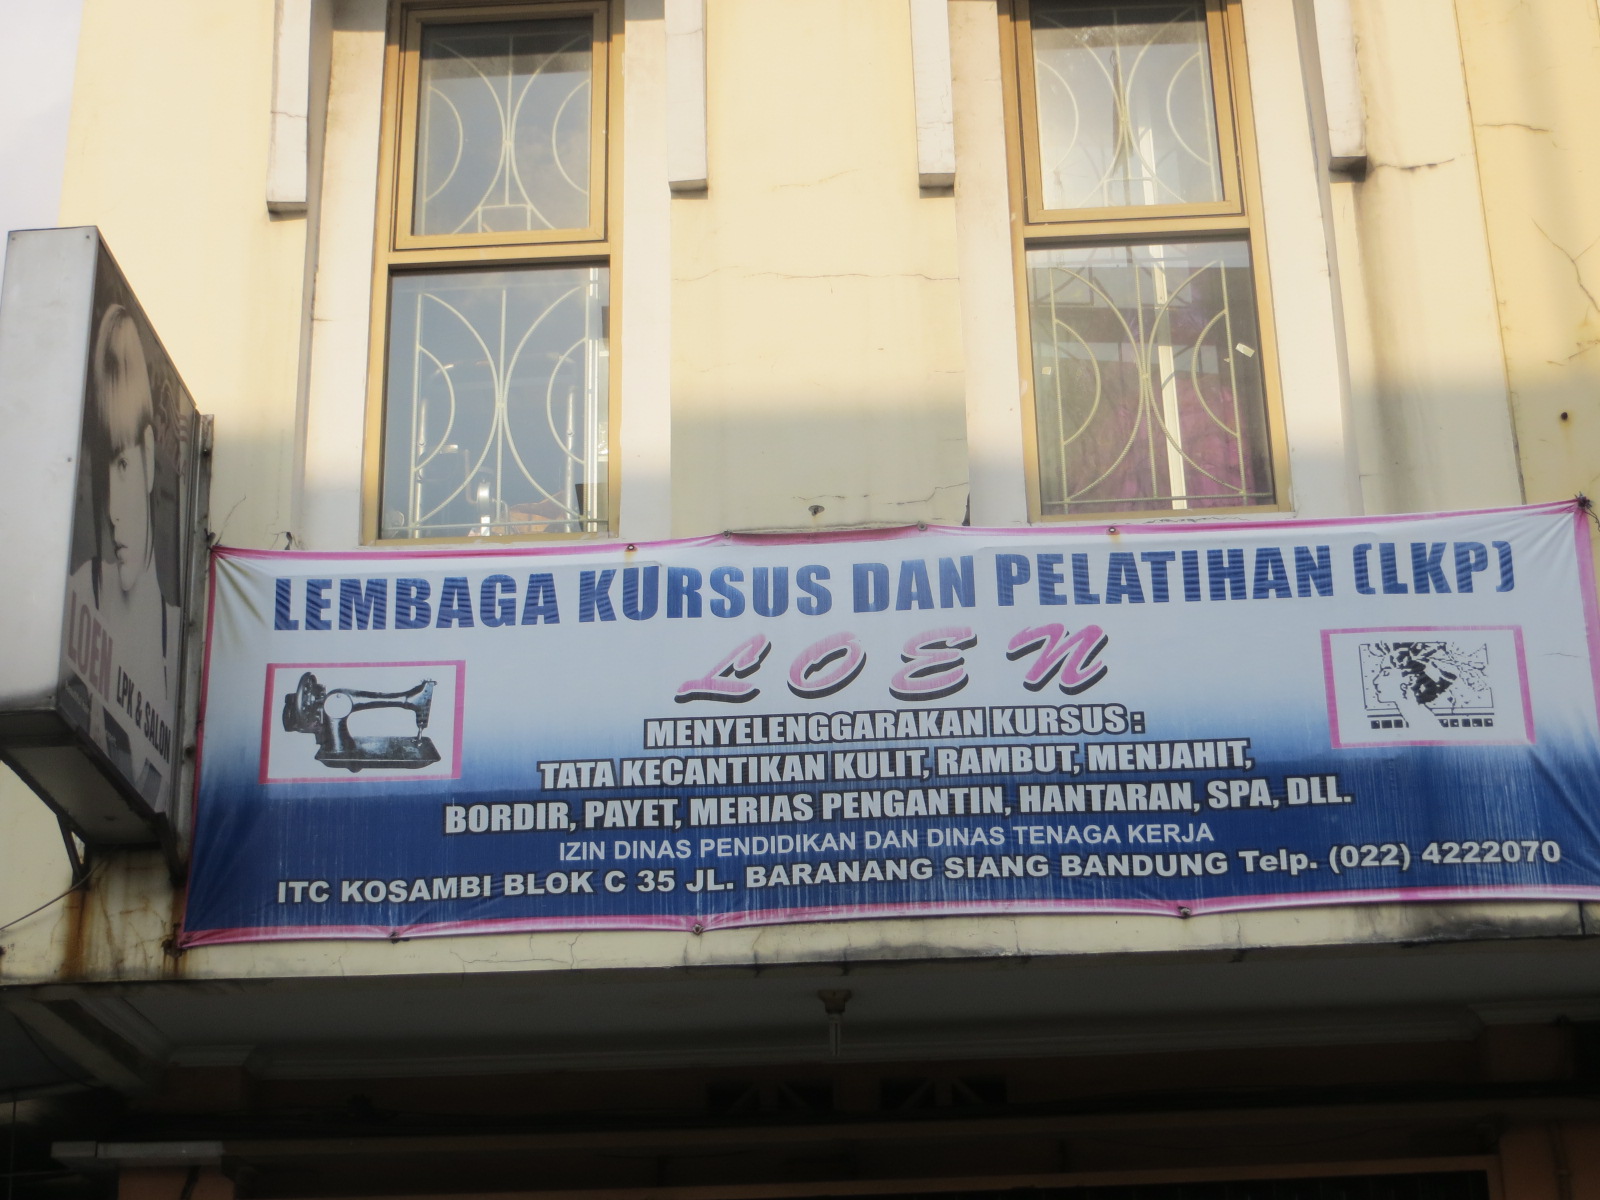 LEMBAGA KURSUS DAN PELATIHAN (LKP)
LOEN
MENYELENGGARAKAN KURSUS :
TATA KECANTIKAN KULIT, RAMBUT, MENJAHIT,
BORDIR, PAYET, MERIAS PENGANTIN, HANTARAN, SPA, DLL.
IZIN DINAS PENDIDIKAN DAN DINAS TENAGA KERJA
ITC KOSAMBI BLOK C 35 JL. BARANANG SIANG BANDUNG Telp. (022) 4222070
LOEN
LPK & SALON